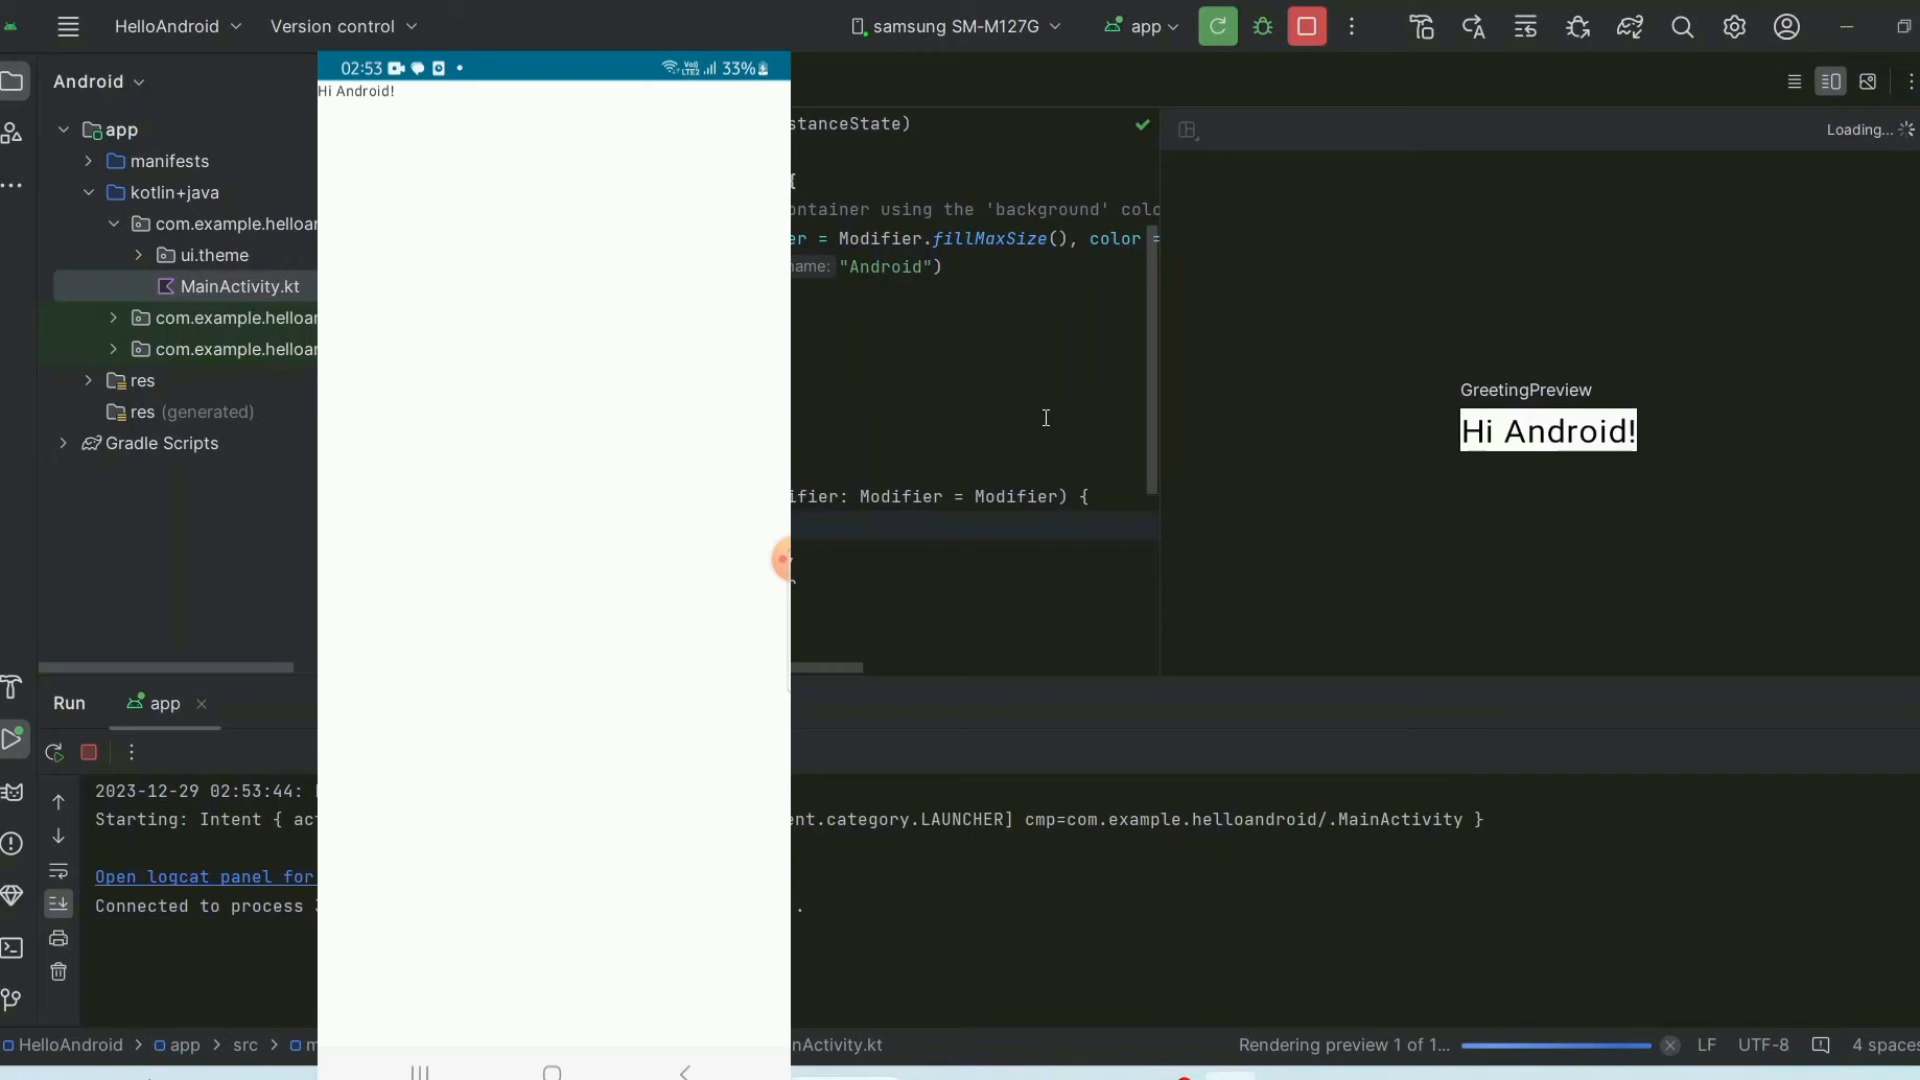 HelloAndroid
Version control
samsung SM-M127G
app
Android
app
manifests
kotlin+java
com.example.helloar
ui.theme
MainActivity.kt
com.example.helloar
com.example.helloar
res
res (generated)
Gradle Scripts
02:53
Vo))
LTE2
33%
Hi Android!
stanceState)
{
ontainer using the 'background' colo
er = Modifier.fillMaxSize(), color =
name: "Android")
ifier: Modifier = Modifier) {
Loading...
GreetingPreview
Hi Android!
Run
app
2023-12-29 02:53:44:
Starting: Intent { act
nt.category.LAUNCHER] cmp=com.example.helloandroid/.MainActivity }
Open logcat panel for
Connected to process
.
HelloAndroid > app > src > m
nActivity.kt
Rendering preview 1 of 1...
LF
UTF-8
4 spaces